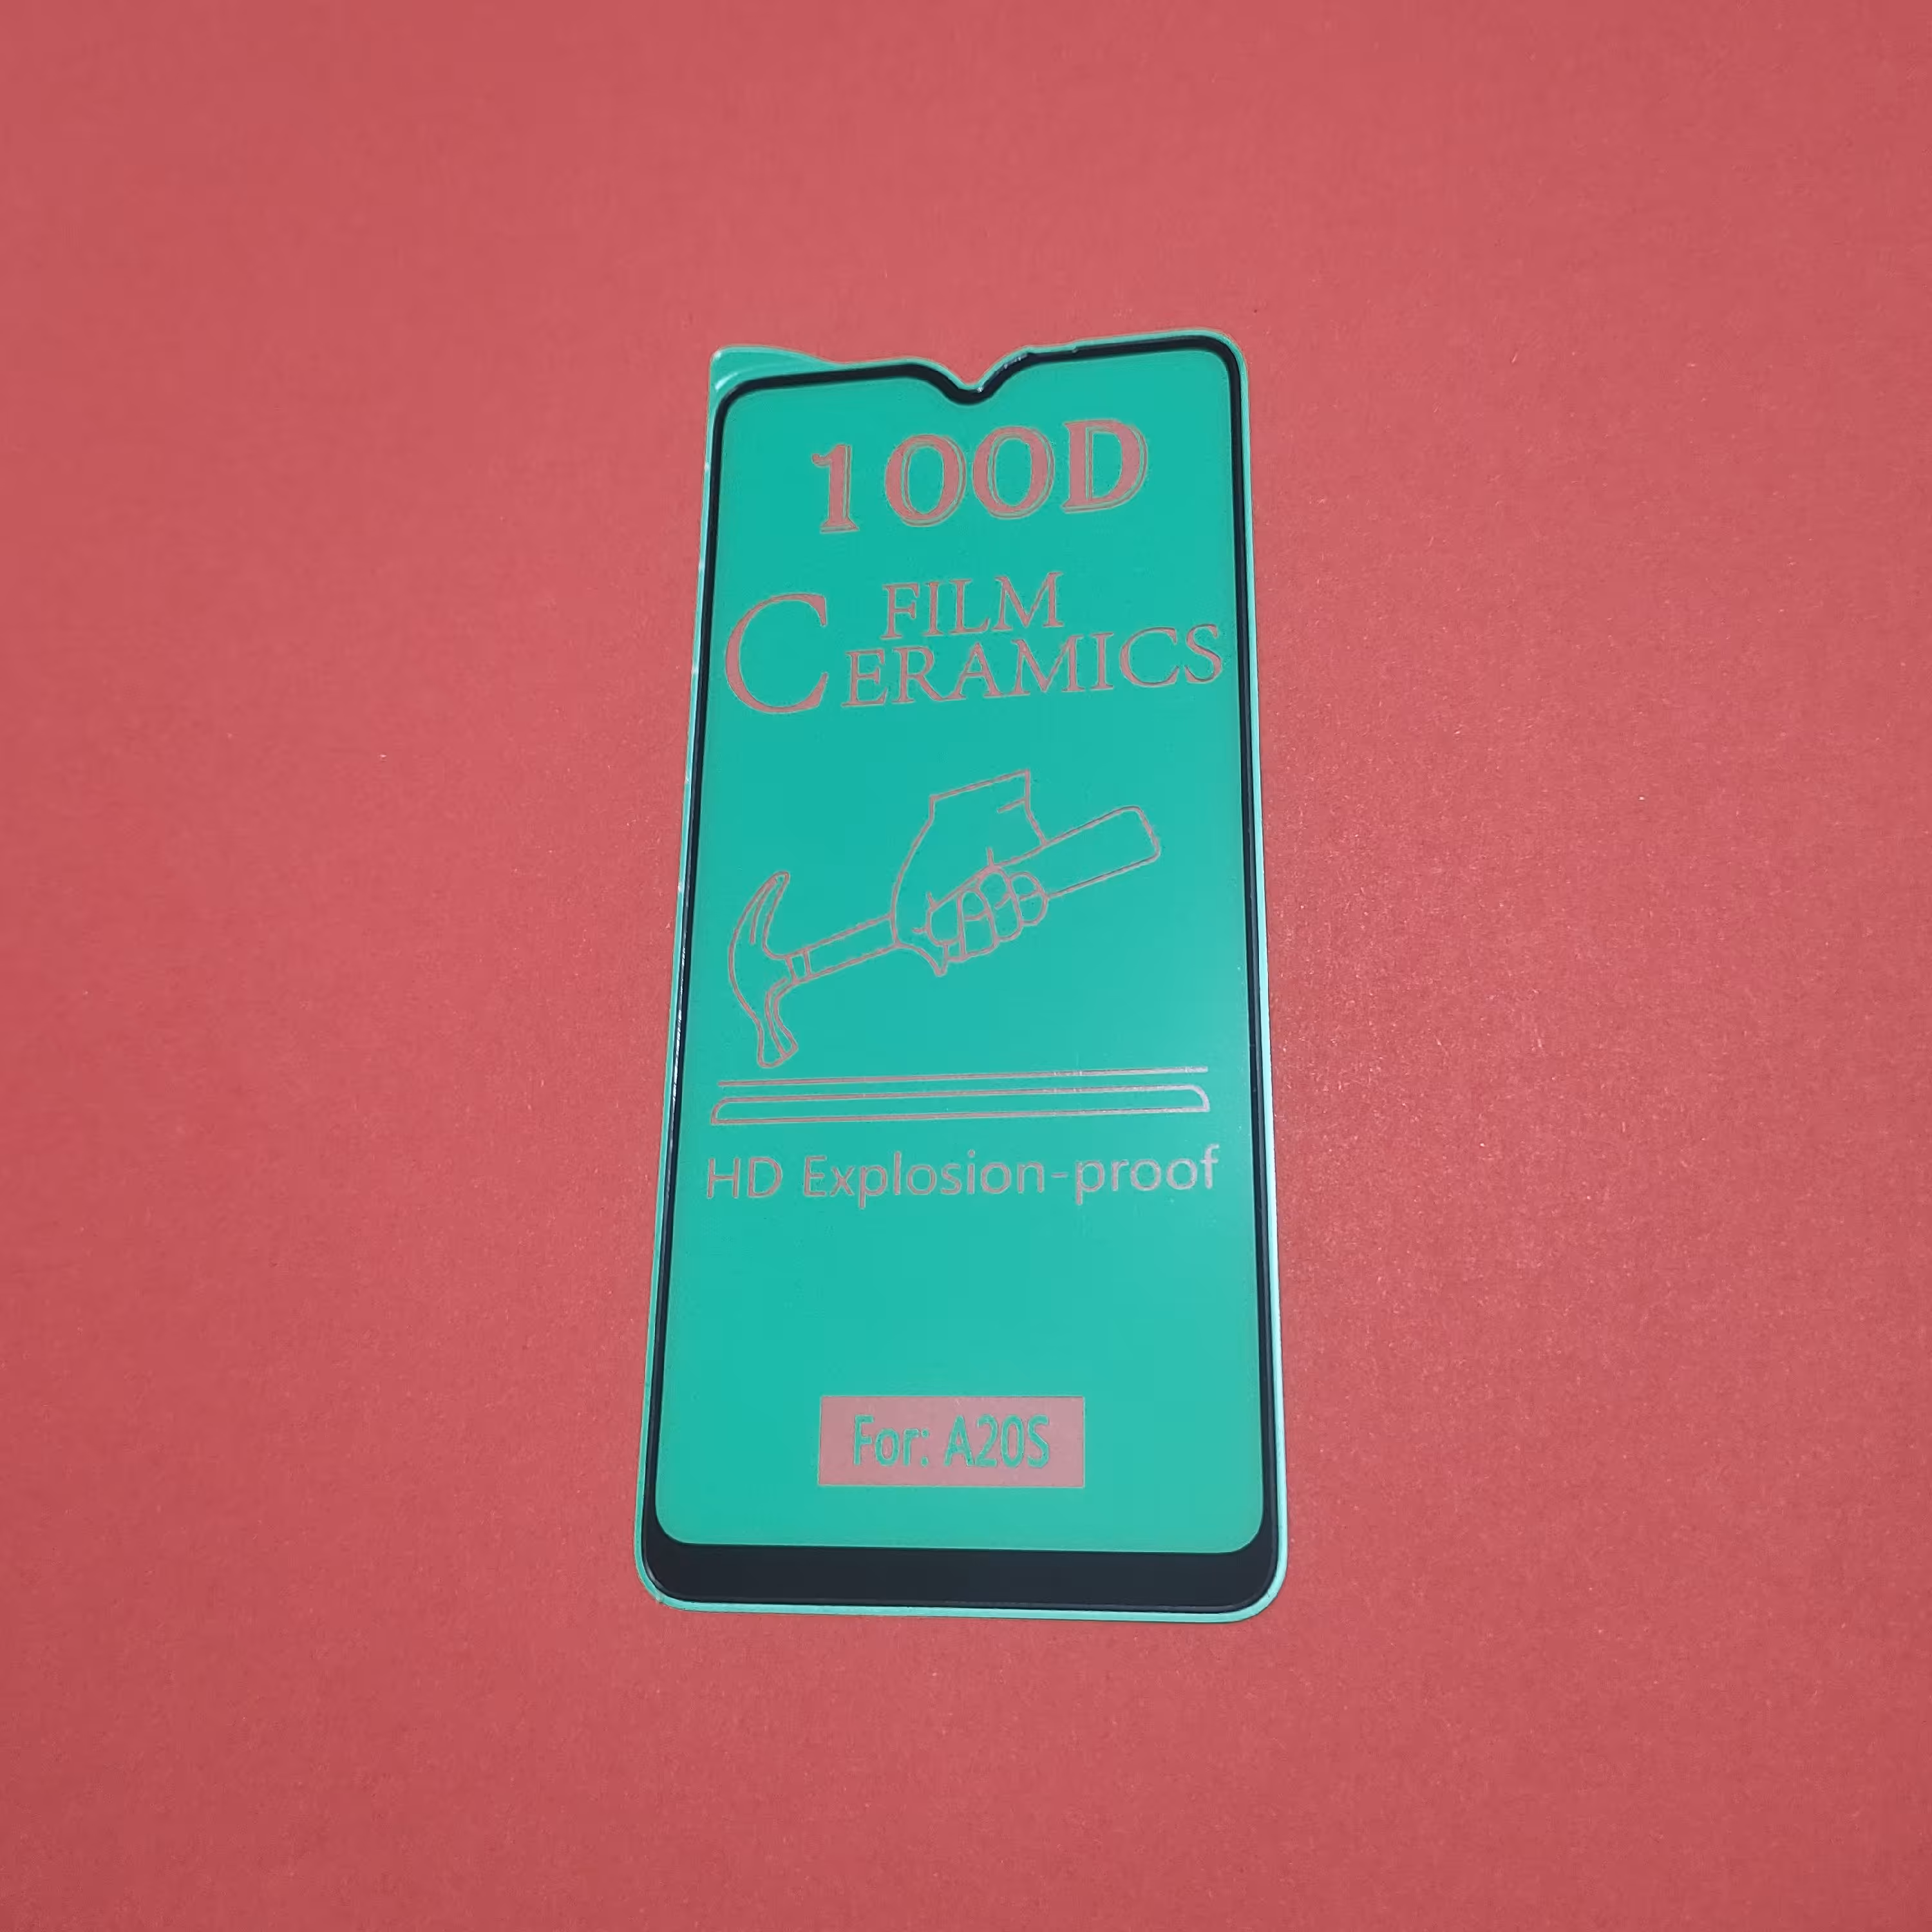 100D
FILM
CERAMICS
HD Explosion-proof
For: A20S